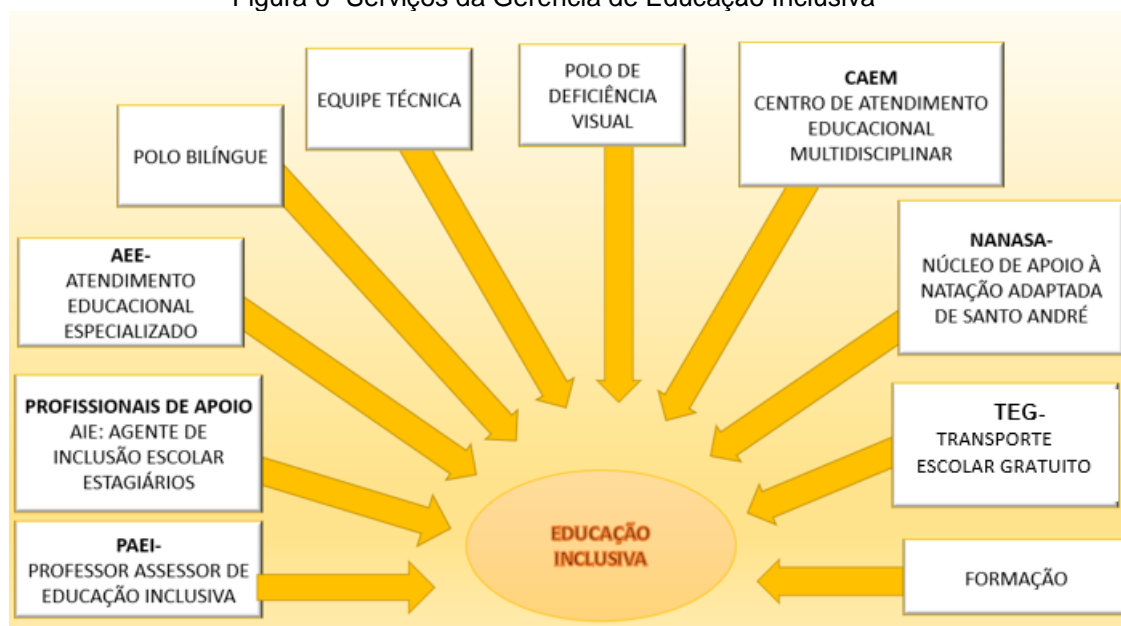 Figura 6- Serviços da Gerência de Educação Inclusiva
POLO BILÍNGUE
EQUIPE TÉCNICA
POLO DE
DEFICIÊNCIA
VISUAL
CAEM
CENTRO DE ATENDIMENTO
EDUCACIONAL
MULTIDISCIPLINAR
AEE-
ATENDIMENTO
EDUCACIONAL
ESPECIALIZADO
NANASA-
NÚCLEO DE APOIO À
NATAÇÃO ADAPTADA
DE SANTO ANDRÉ
PROFISSIONAIS DE APOIO
AIE: AGENTE DE
INCLUSÃO ESCOLAR
ESTAGIÁRIOS
TEG-
TRANSPORTE
ESCOLAR GRATUITO
PAEI-
PROFESSOR ASSESSOR DE
EDUCAÇÃO INCLUSIVA
EDUCAÇÃO
INCLUSIVA
FORMAÇÃO